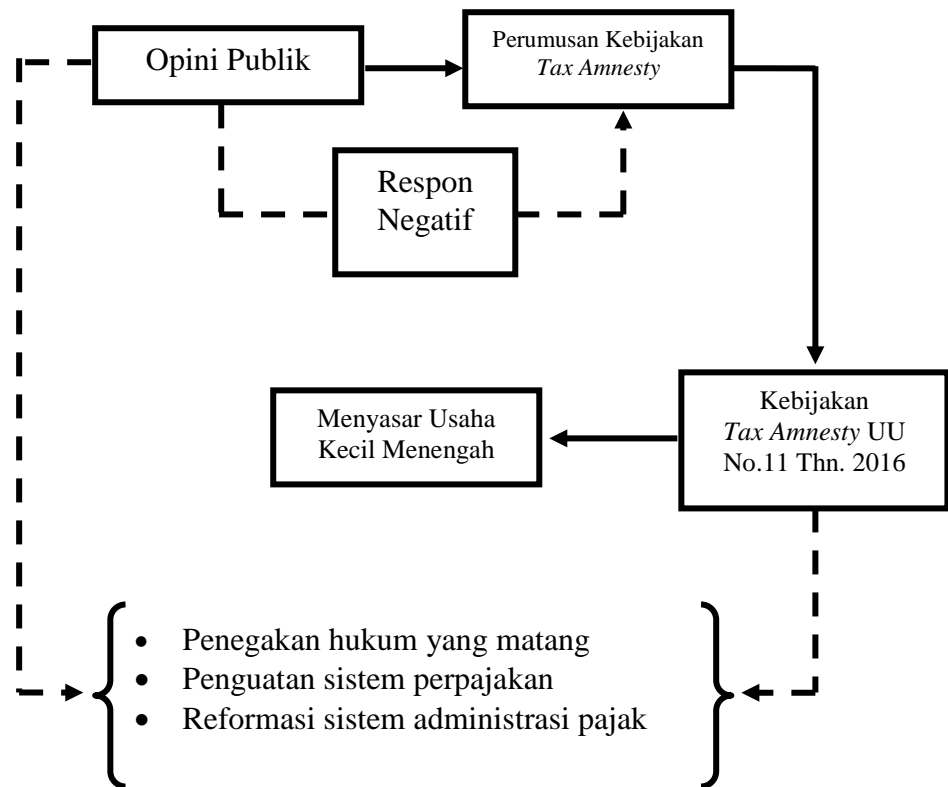 Opini Publik
Perumusan Kebijakan
Tax Amnesty
Respon
Negatif
Menyasar Usaha
Kecil Menengah
Kebijakan
Tax Amnesty UU
No.11 Thn. 2016
• Penegakan hukum yang matang
• Penguatan sistem perpajakan
• Reformasi sistem administrasi pajak